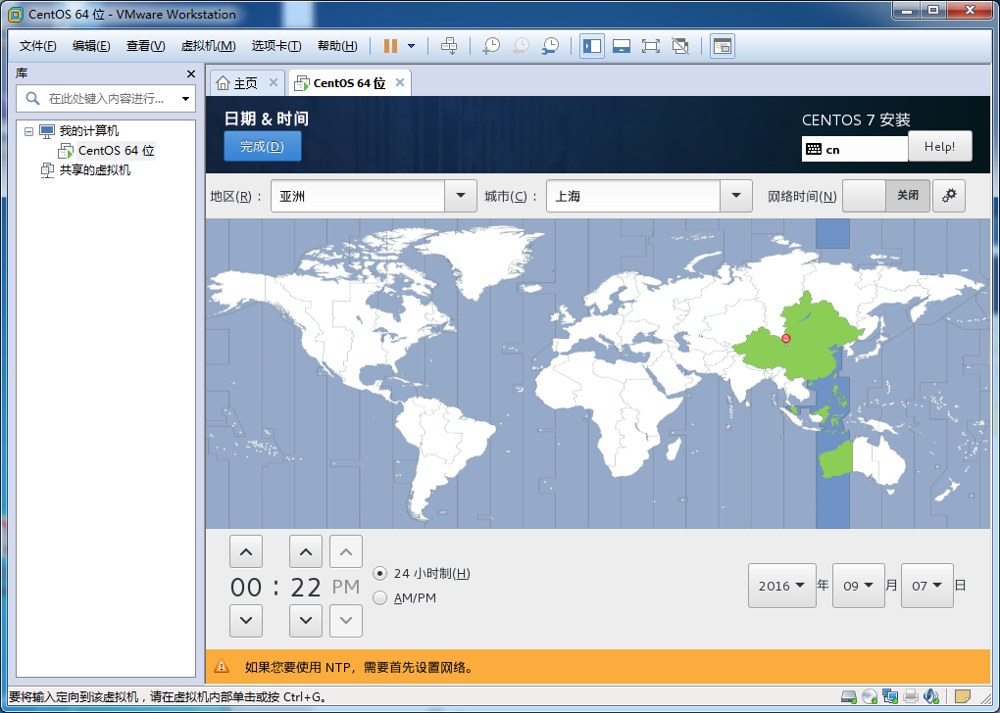 CentOS 64 位 - VMware Workstation
文件(F) 编辑(E) 查看(V) 虚拟机(M) 选项卡(T) 帮助(H)
库
在此处键入内容进行...
我的计算机
CentOS 64 位
共享的虚拟机
主页 CentOS 64 位
日期 & 时间
完成(D)
CENTOS 7 安装
cn Help!
地区(R)： 亚洲 城市(C)： 上海 网络时间(N) 关闭
00 : 22 PM
24 小时制(H)
AM/PM
2016 年 09 月 07 日
如果您要使用 NTP，需要首先设置网络。
要将输入定向到该虚拟机，请在虚拟机内部单击或按 Ctrl+G。